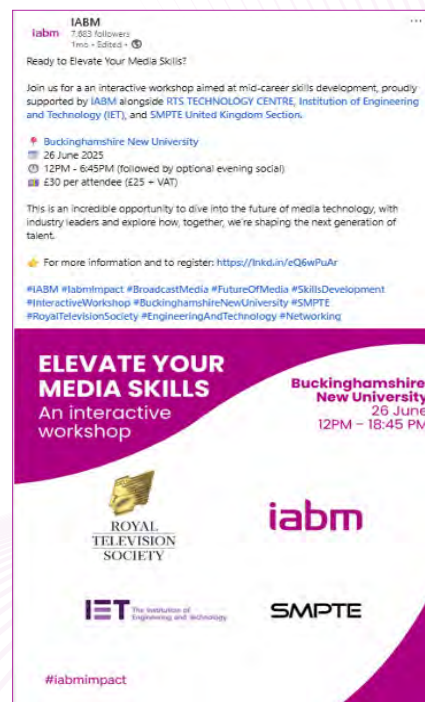 IABM
iabm
7,683 followers
1mo • Edited •
Ready to Elevate Your Media Skills?
Join us for a an interactive workshop aimed at mid-career skills development, proudly
supported by IABM alongside RTS TECHNOLOGY CENTRE, Institution of Engineering
and Technology (IET), and SMPTE United Kingdom Section.
📍 Buckinghamshire New University
📅 26 June 2025
🕛 12PM - 6:45PM (followed by optional evening social)
💷 £30 per attendee (£25 + VAT)
This is an incredible opportunity to dive into the future of media technology, with
industry leaders and explore how, together, we're shaping the next generation of
talent.
👉 For more information and to register: https://lnkd.in/eQ6wPuAr
#IABM #IabmImpact #BroadcastMedia #FutureOfMedia #SkillsDevelopment
#InteractiveWorkshop #BuckinghamshireNewUniversity #SMPTE
#RoyalTelevisionSociety #EngineeringAndTechnology #Networking
ELEVATE YOUR
MEDIA SKILLS
An interactive
workshop
Buckinghamshire
New University
26 June
12PM – 18:45 PM
ROYAL
TELEVISION
SOCIETY
iabm
IET The Institution of
Engineering and Technology
SMPTE
#iabmimpact